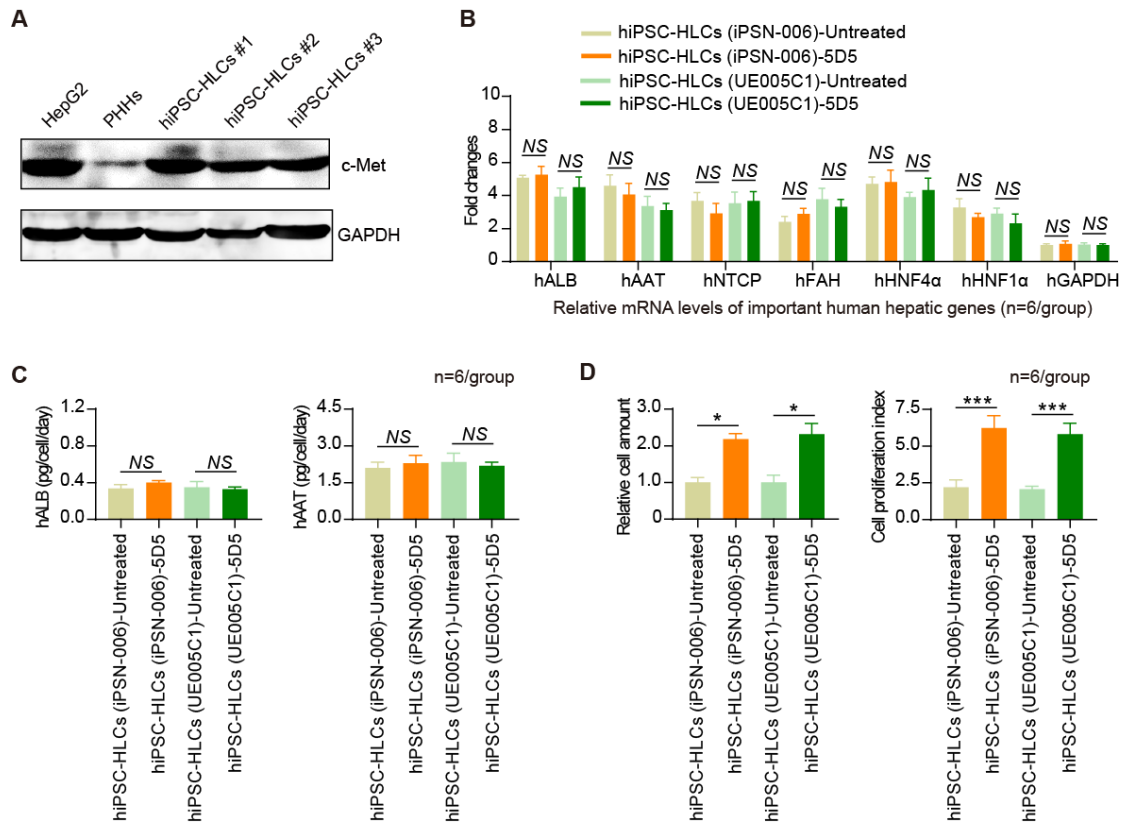 A
HepG2
PHHs
hiPSC-HLCs #1
hiPSC-HLCs #2
hiPSC-HLCs #3
c-Met
GAPDH
B
hiPSC-HLCs (iPSN-006)-Untreated
hiPSC-HLCs (iPSN-006)-5D5
hiPSC-HLCs (UE005C1)-Untreated
hiPSC-HLCs (UE005C1)-5D5
Fold changes
10
8
6
4
2
0
NS NS NS NS NS NS NS NS NS NS NS NS NS NS
hALB hAAT hNTCP hFAH hHNF4α hHNF1α hGAPDH
Relative mRNA levels of important human hepatic genes (n=6/group)
C
n=6/group
hALB (pg/cell/day)
1.2
0.8
0.4
0.0
NS NS
hiPSC-HLCs (iPSN-006)-Untreated
hiPSC-HLCs (iPSN-006)-5D5
hiPSC-HLCs (UE005C1)-Untreated
hiPSC-HLCs (UE005C1)-5D5
hAAT (pg/cell/day)
4.5
3.0
1.5
0.0
NS NS
hiPSC-HLCs (iPSN-006)-Untreated
hiPSC-HLCs (iPSN-006)-5D5
hiPSC-HLCs (UE005C1)-Untreated
hiPSC-HLCs (UE005C1)-5D5
D
n=6/group
Relative cell amount
3.0
2.0
1.0
0.0
* *
hiPSC-HLCs (iPSN-006)-Untreated
hiPSC-HLCs (iPSN-006)-5D5
hiPSC-HLCs (UE005C1)-Untreated
hiPSC-HLCs (UE005C1)-5D5
Cell proliferation index
7.5
5.0
2.5
0.0
*** ***
hiPSC-HLCs (iPSN-006)-Untreated
hiPSC-HLCs (iPSN-006)-5D5
hiPSC-HLCs (UE005C1)-Untreated
hiPSC-HLCs (UE005C1)-5D5